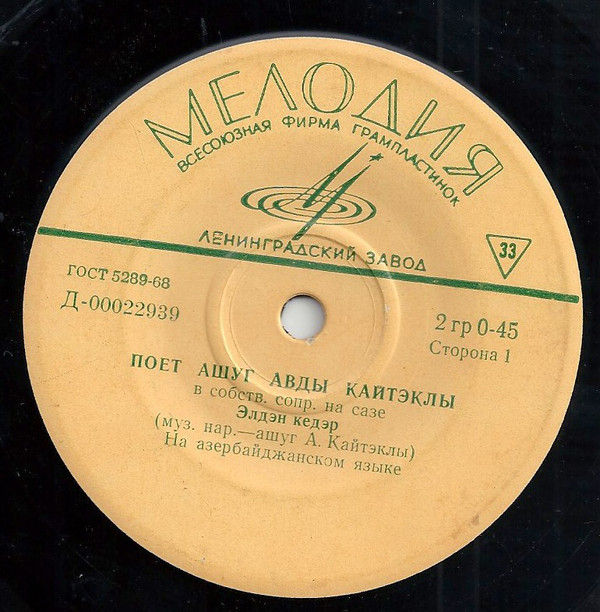 МЕЛОДИЯ
ВСЕСОЮЗНАЯ ФИРМА ГРАМПЛАСТИНОК
ЛЕНИНГРАДСКИЙ ЗАВОД
33
ГОСТ 5289-68
Д-00022939
2 гр 0-45
Сторона 1
ПОЕТ АШУГ АВДЫ КАЙТЭКЛЫ
в собств. сопр. на сазе
Элдэн кедэр
(муз. нар.—ашуг А. Кайтэклы)
На азербайджанском языке